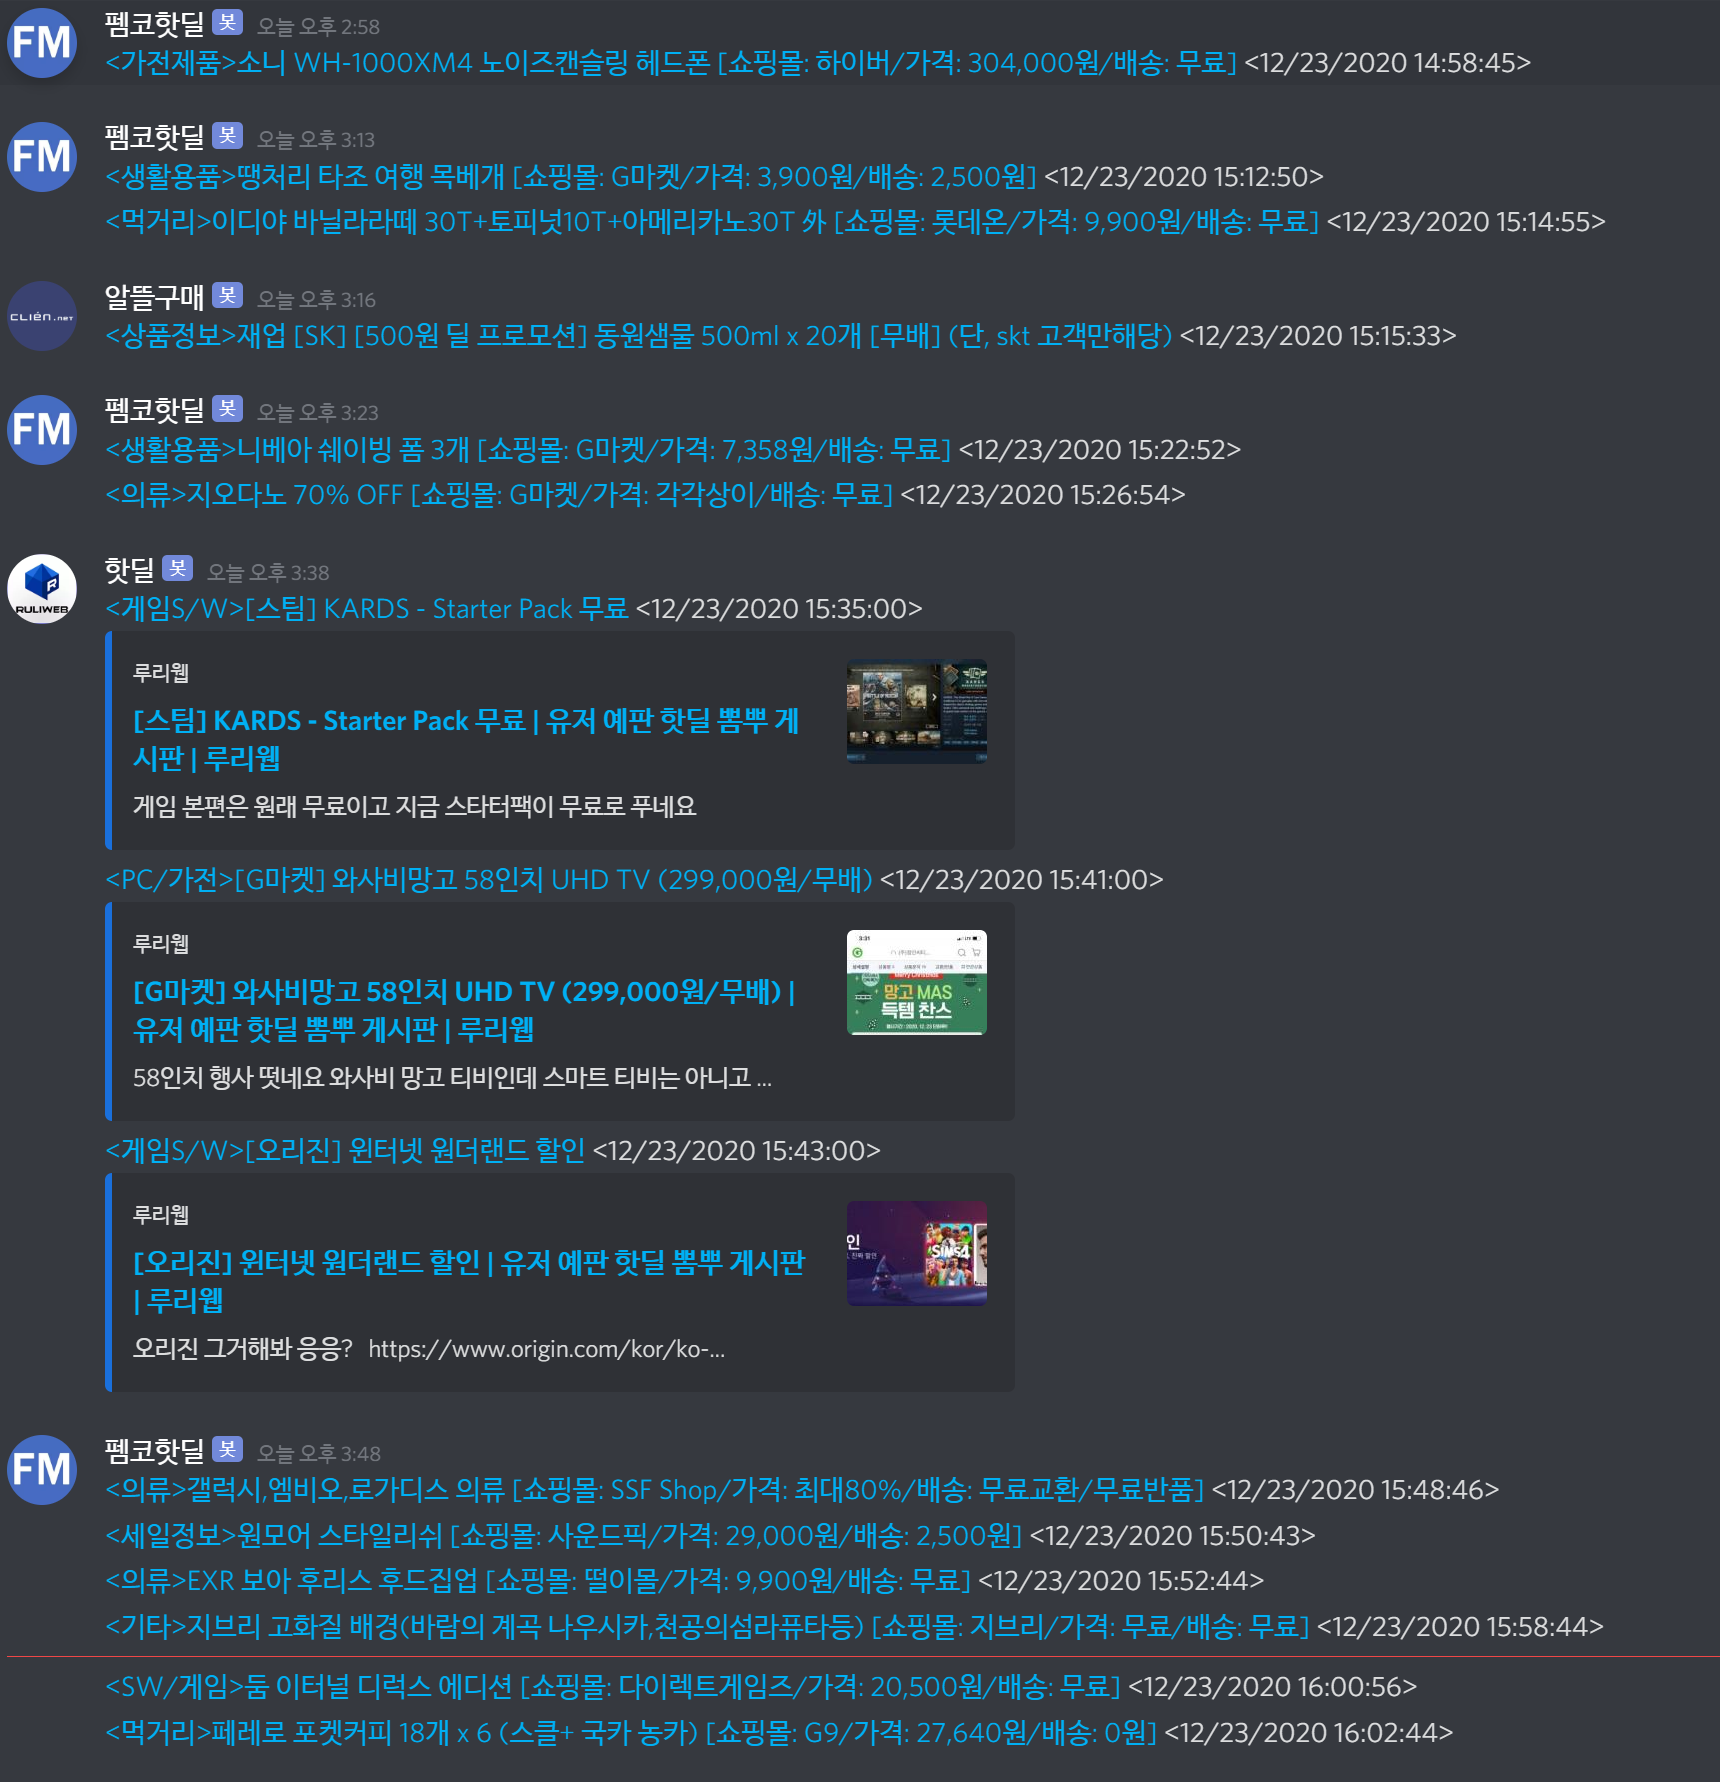 FM
펨코핫딜 봇 오늘 오후 2:58
<가전제품>소니 WH-1000XM4 노이즈캔슬링 헤드폰 [쇼핑몰: 하이버/가격: 304,000원/배송: 무료] <12/23/2020 14:58:45>
FM
펨코핫딜 봇 오늘 오후 3:13
<생활용품>땡처리 타조 여행 목베개 [쇼핑몰: G마켓/가격: 3,900원/배송: 2,500원] <12/23/2020 15:12:50>
<먹거리>이디야 바닐라라떼 30T+토피넛10T+아메리카노30T 外 [쇼핑몰: 롯데온/가격: 9,900원/배송: 무료] <12/23/2020 15:14:55>
CLIEN.NET
알뜰구매 봇 오늘 오후 3:16
<상품정보>재업 [SK] [500원 딜 프로모션] 동원샘물 500ml x 20개 [무배] (단, skt 고객만해당) <12/23/2020 15:15:33>
FM
펨코핫딜 봇 오늘 오후 3:23
<생활용품>니베아 쉐이빙 폼 3개 [쇼핑몰: G마켓/가격: 7,358원/배송: 무료] <12/23/2020 15:22:52>
<의류>지오다노 70% OFF [쇼핑몰: G마켓/가격: 각각상이/배송: 무료] <12/23/2020 15:26:54>
R
RULIWEB
핫딜 봇 오늘 오후 3:38
<게임S/W>[스팀] KARDS - Starter Pack 무료 <12/23/2020 15:35:00>
루리웹
[스팀] KARDS - Starter Pack 무료 | 유저 예판 핫딜 뽐뿌 게
시판 | 루리웹
게임 본편은 원래 무료이고 지금 스타터팩이 무료로 푸네요
<PC/가전>[G마켓] 와사비망고 58인치 UHD TV (299,000원/무배) <12/23/2020 15:41:00>
루리웹
[G마켓] 와사비망고 58인치 UHD TV (299,000원/무배) |
유저 예판 핫딜 뽐뿌 게시판 | 루리웹
58인치 행사 떳네요 와사비 망고 티비인데 스마트 티비는 아니고 ...
3:31
Merry Christmas
망고 MAS
득템 찬스
<게임S/W>[오리진] 윈터넷 원더랜드 할인 <12/23/2020 15:43:00>
루리웹
[오리진] 윈터넷 원더랜드 할인 | 유저 예판 핫딜 뽐뿌 게시판
| 루리웹
오리진 그거해봐 응응? https://www.origin.com/kor/ko-...
인
진짜 할인
SIMS4
FM
펨코핫딜 봇 오늘 오후 3:48
<의류>갤럭시,엠비오,로가디스 의류 [쇼핑몰: SSF Shop/가격: 최대80%/배송: 무료교환/무료반품] <12/23/2020 15:48:46>
<세일정보>원모어 스타일리쉬 [쇼핑몰: 사운드픽/가격: 29,000원/배송: 2,500원] <12/23/2020 15:50:43>
<의류>EXR 보아 후리스 후드집업 [쇼핑몰: 떨이몰/가격: 9,900원/배송: 무료] <12/23/2020 15:52:44>
<기타>지브리 고화질 배경(바람의 계곡 나우시카,천공의섬라퓨타등) [쇼핑몰: 지브리/가격: 무료/배송: 무료] <12/23/2020 15:58:44>
<SW/게임>둠 이터널 디럭스 에디션 [쇼핑몰: 다이렉트게임즈/가격: 20,500원/배송: 무료] <12/23/2020 16:00:56>
<먹거리>페레로 포켓커피 18개 x 6 (스클+ 국카 농카) [쇼핑몰: G9/가격: 27,640원/배송: 0원] <12/23/2020 16:02:44>